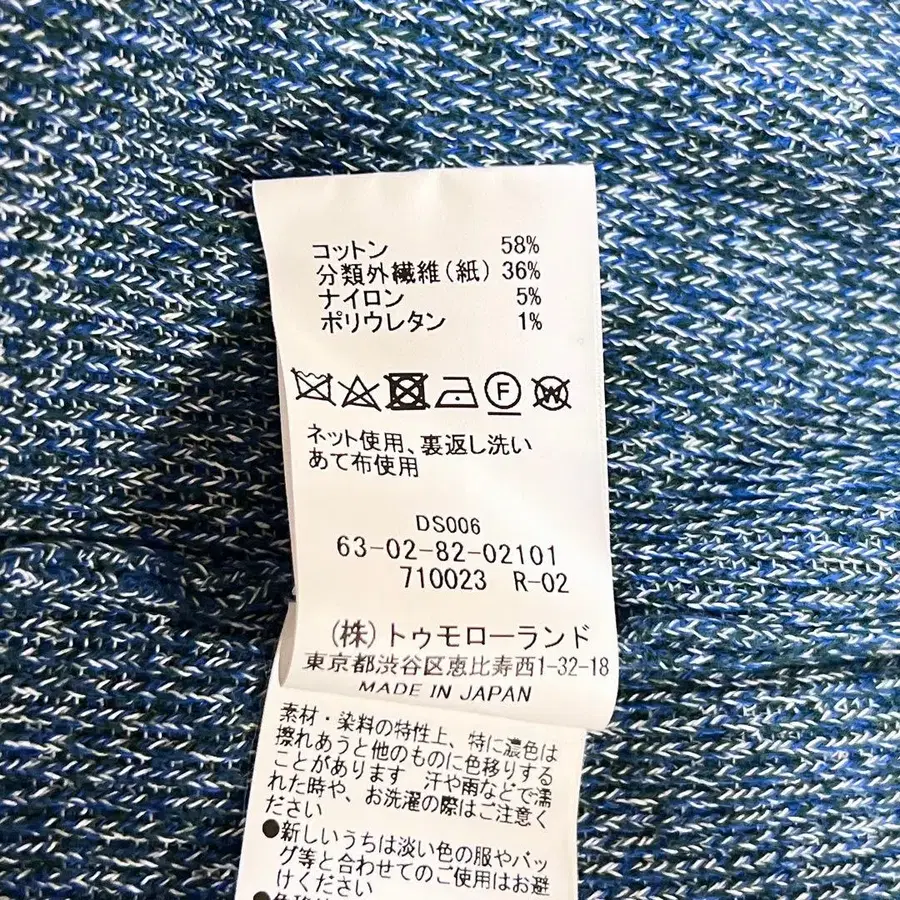 コットン 58%
分類外繊維(紙) 36%
ナイロン 5%
ポリウレタン 1%
F W
ネット使用、裏返し洗い
あて布使用
DS006
63-02-82-02101
710023 R-02
(株)トゥモローランド
東京都渋谷区恵比寿西1-32-18
MADE IN JAPAN
素材・染料の特性上、特に濃色は
擦れあうと他のものに色移りする
ことがあります 汗や雨などで濡
れた時や、お洗濯の際はご注意く
ださい
●新しいうちは淡い色の服やバッ
グ等と合わせてのご使用はお避
けください